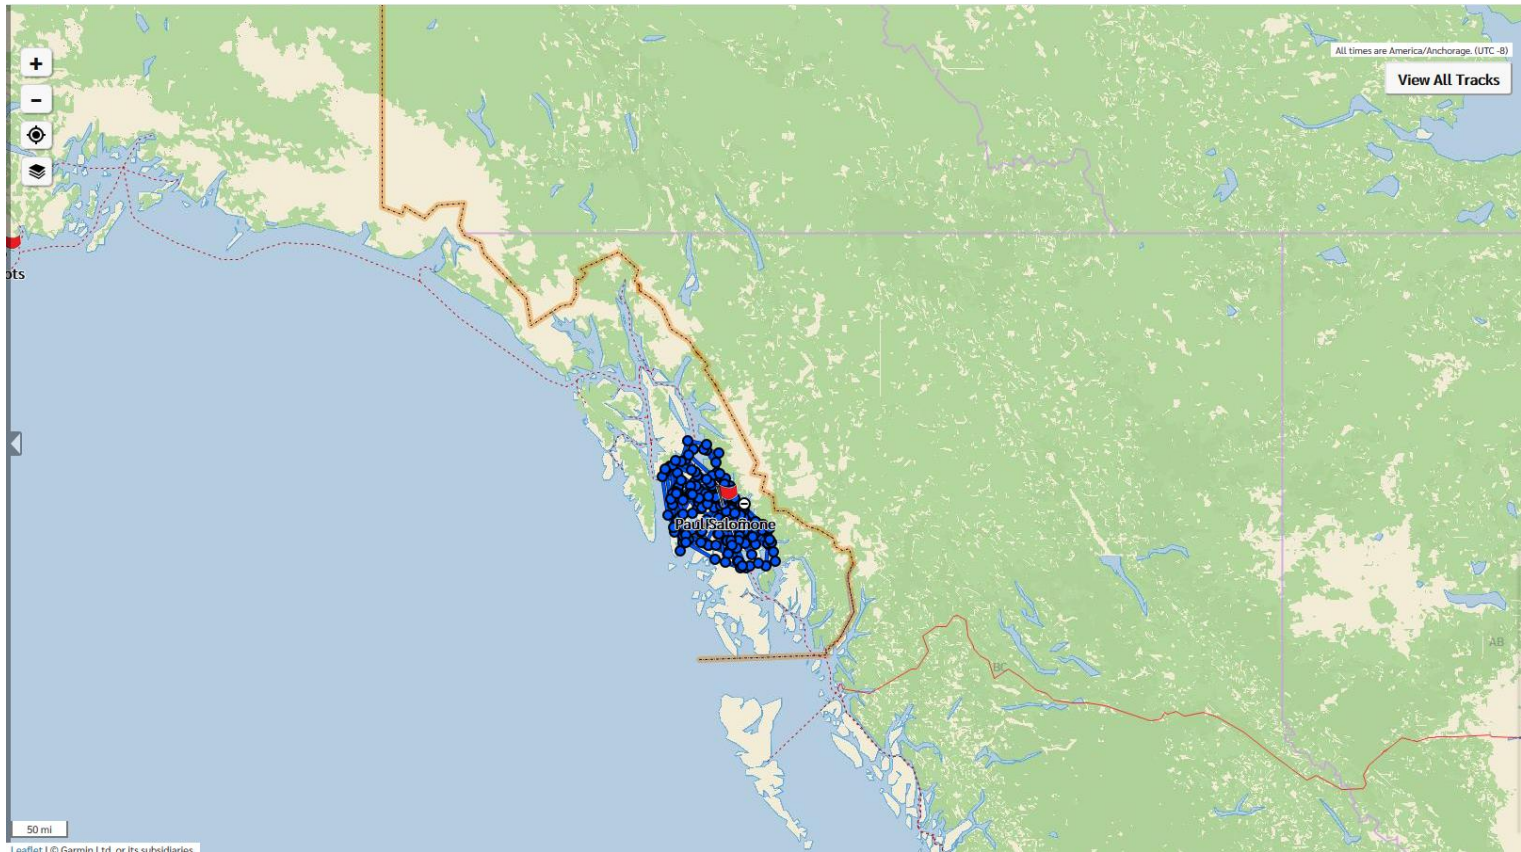 +
All times are America/Anchorage. (UTC -8)
View All Tracks
-
ots
Paul Salomone
BC
AB
50 mi
Leaflet | © Garmin Ltd. or its subsidiaries.